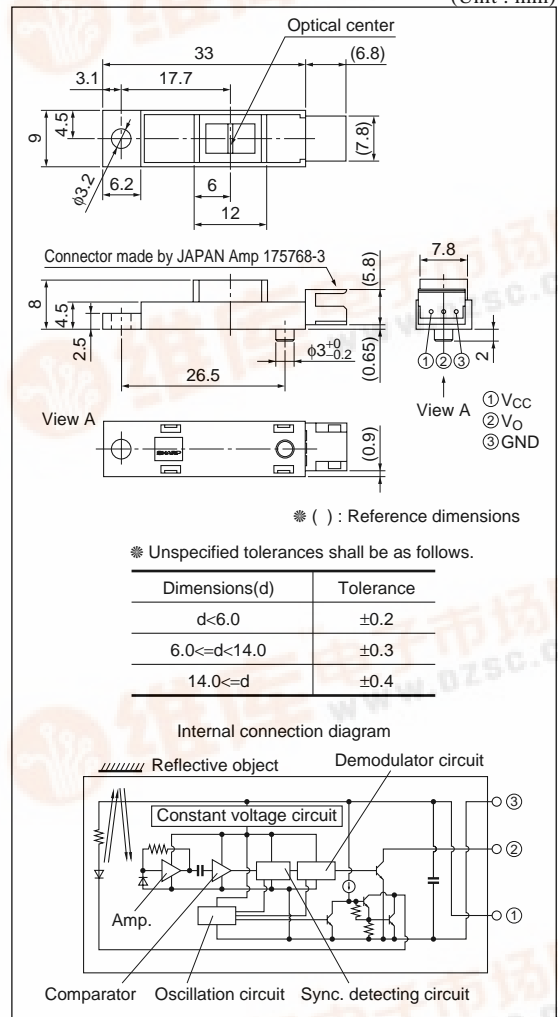 (Unit : mm)
Optical center
33
(6.8)
3.1
17.7
9
4.5
(7.8)
φ3.2
6.2
6
12
Connector made by JAPAN Amp 175768-3
(5.8)
7.8
8
4.5
2.5
φ3+0−0.2
(0.65)
2
26.5
①②③
View A
①VCC
②VO
③GND
View A
(0.9)
SHARP
❊ ( ) : Reference dimensions
❊ Unspecified tolerances shall be as follows.
Dimensions(d) Tolerance
d<6.0 ±0.2
6.0<=d<14.0 ±0.3
14.0<=d ±0.4
Internal connection diagram
Reflective object
Demodulator circuit
Constant voltage circuit
③
②
①
Amp.
Comparator Oscillation circuit Sync. detecting circuit